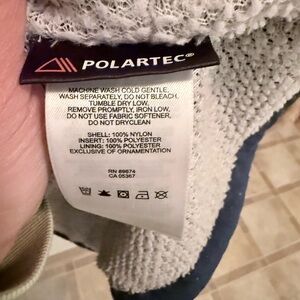 POLARTEC®
MACHINE WASH COLD GENTLE,
WASH SEPARATELY, DO NOT BLEACH,
TUMBLE DRY LOW,
REMOVE PROMPTLY, IRON LOW,
DO NOT USE FABRIC SOFTENER,
DO NOT DRYCLEAN
SHELL: 100% NYLON
INSERT: 100% POLYESTER
LINING: 100% POLYESTER
EXCLUSIVE OF ORNAMENTATION
RN 89674
CA 05367